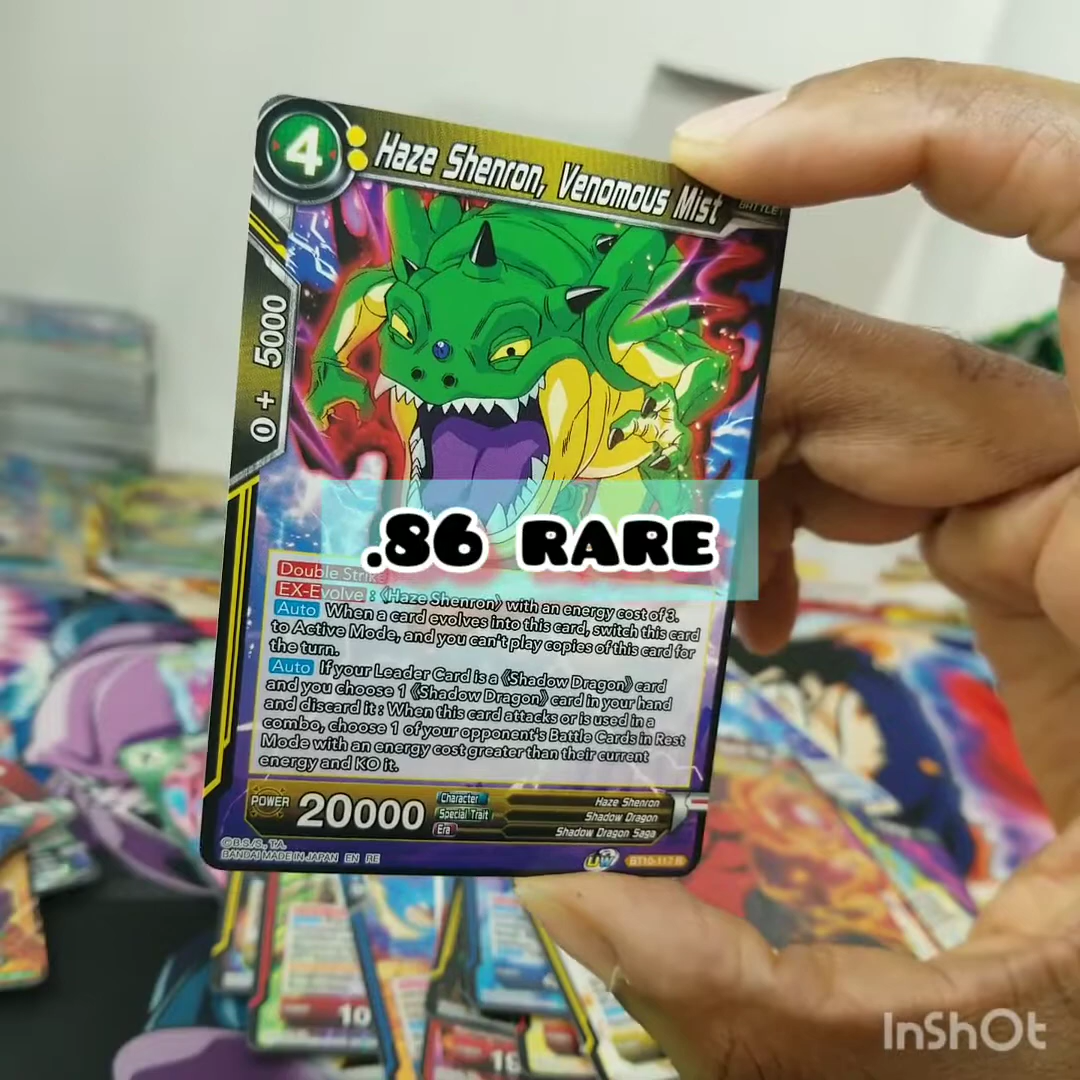 4 Haze Shenron, Venomous Mist
BATTLE
0+ 5000
.86 RARE
Double Strike
EX-Evolve : 《Haze Shenron》 with an energy cost of 3.
Auto When a card evolves into this card, switch this card
to Active Mode, and you can't play copies of this card for
the turn.
Auto If your Leader Card is a 《Shadow Dragon》 card
and you choose 1 《Shadow Dragon》 card in your hand
and discard it : When this card attacks or is used in a
combo, choose 1 of your opponent's Battle Cards in Rest
Mode with an energy cost greater than their current
energy and KO it.
POWER 20000
Character Haze Shenron
Special Trait Shadow Dragon
Era Shadow Dragon Saga
©B.S./S., T.A.
BANDAI MADE IN JAPAN EN RE
UW BT10-117 R
10
InShOt